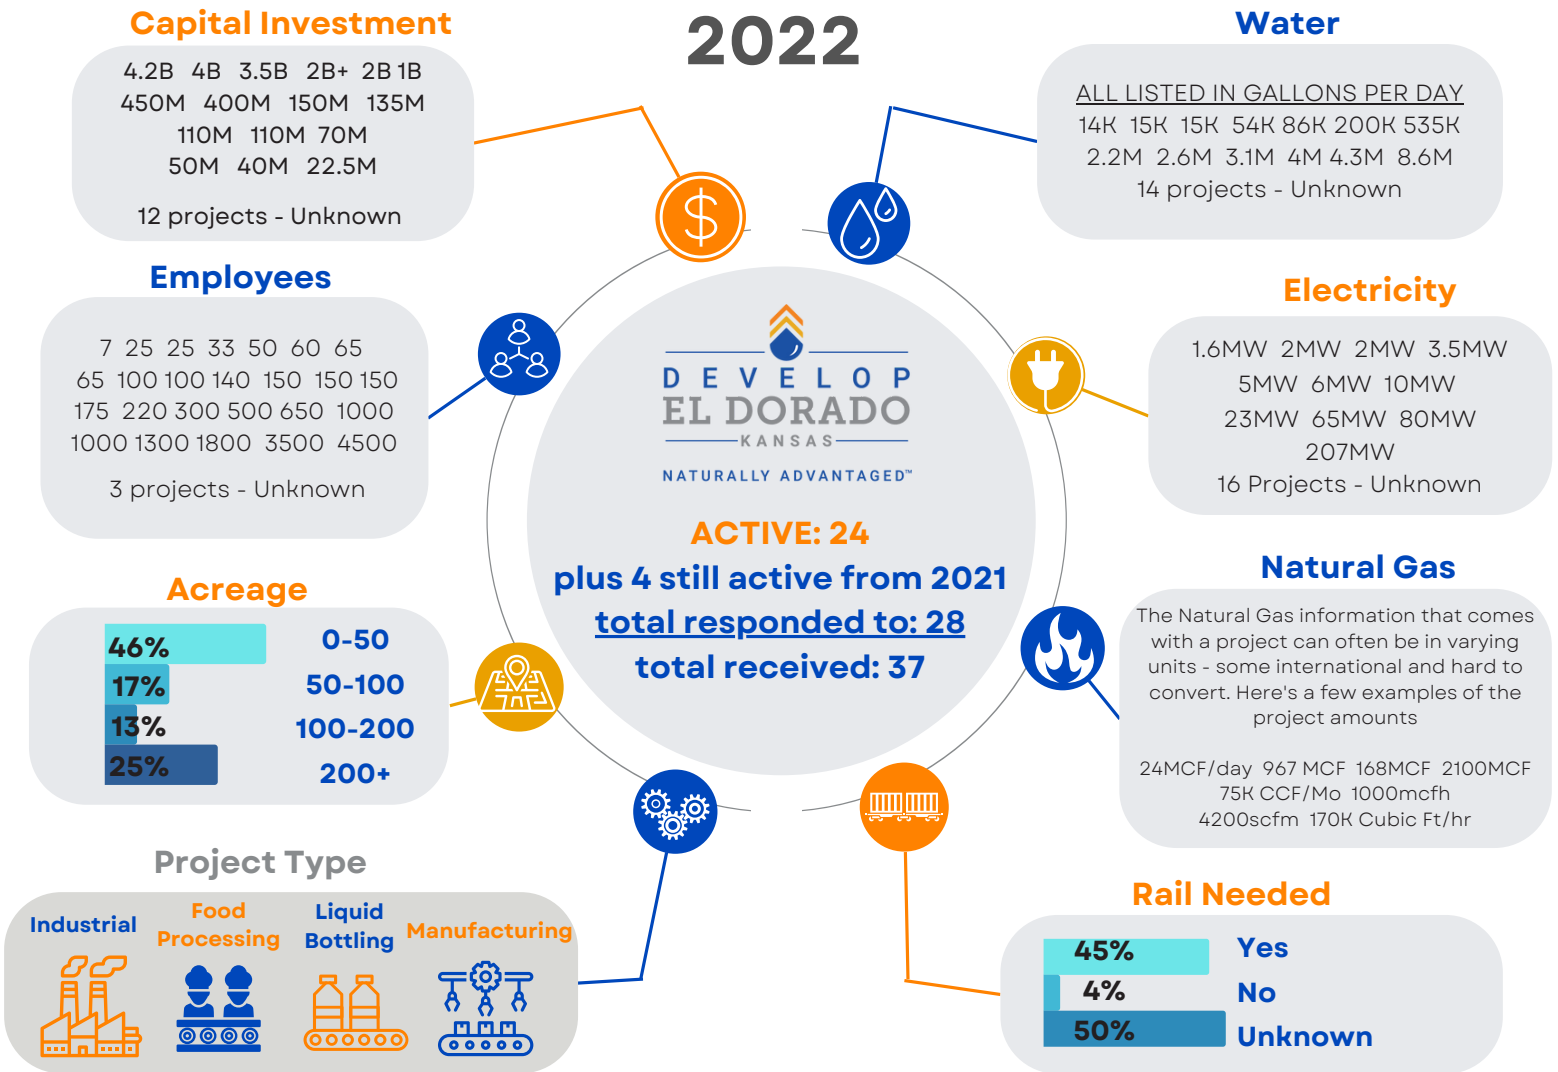 2022
Capital Investment
4.2B 4B 3.5B 2B+ 2B 1B
450M 400M 150M 135M
110M 110M 70M
50M 40M 22.5M
12 projects - Unknown
Employees
7 25 25 33 50 60 65
65 100 100 140 150 150 150
175 220 300 500 650 1000
1000 1300 1800 3500 4500
3 projects - Unknown
Acreage
46% 0-50
17% 50-100
13% 100-200
25% 200+
Project Type
Industrial
Food
Processing
Liquid
Bottling
Manufacturing
DEVELOP
EL DORADO
KANSAS
NATURALLY ADVANTAGED™
ACTIVE: 24
plus 4 still active from 2021
total responded to: 28
total received: 37
Water
ALL LISTED IN GALLONS PER DAY
14K 15K 15K 54K 86K 200K 535K
2.2M 2.6M 3.1M 4M 4.3M 8.6M
14 projects - Unknown
Electricity
1.6MW 2MW 2MW 3.5MW
5MW 6MW 10MW
23MW 65MW 80MW
207MW
16 Projects - Unknown
Natural Gas
The Natural Gas information that comes
with a project can often be in varying
units - some international and hard to
convert. Here's a few examples of the
project amounts
24MCF/day 967 MCF 168MCF 2100MCF
75K CCF/Mo 1000mcfh
4200scfm 170K Cubic Ft/hr
Rail Needed
45% Yes
4% No
50% Unknown
$